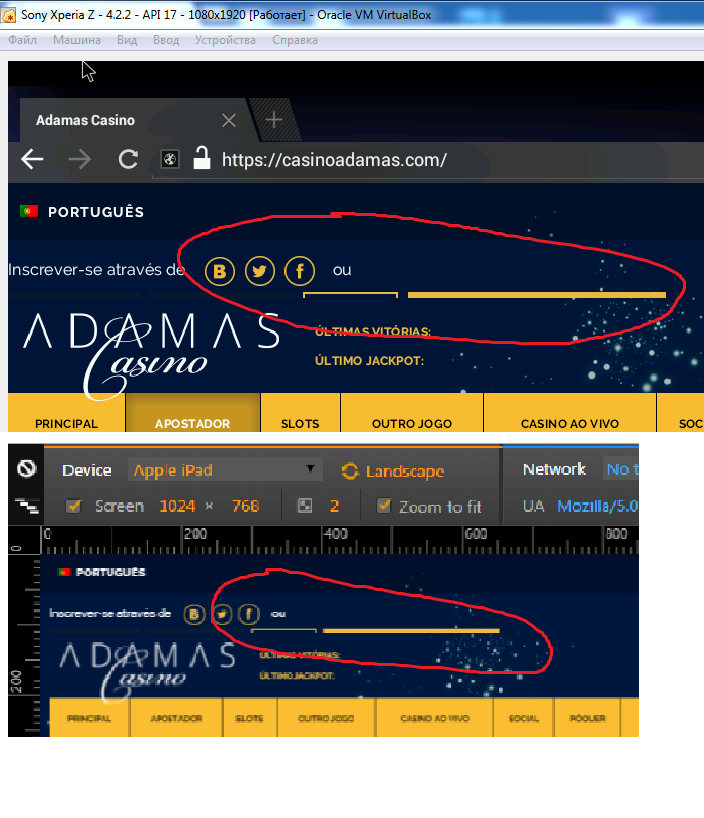 Sony Xperia Z - 4.2.2 - API 17 - 1080x1920 [Работает] - Oracle VM VirtualBox
Файл Машина Вид Ввод Устройства Справка
Adamas Casino
https://casinoadamas.com/
PORTUGUÊS
Inscrever-se através de B f ou
ADAMAS
Casino
ÚLTIMAS VITÓRIAS:
ÚLTIMO JACKPOT:
PRINCIPAL APOSTADOR SLOTS OUTRO JOGO CASINO AO VIVO SOC
Device Apple iPad Landscape Network No t
Screen 1024 × 768 2 Zoom to fit UA Mozilla/5.0
0 200 400 600 800
0
200
PORTUGUÊS
Inscrever-se através de B f ou
ADAMAS
Casino
ÚLTIMAS VITÓRIAS:
ÚLTIMO JACKPOT:
PRINCIPAL APOSTADOR SLOTS OUTRO JOGO CASINO AO VIVO SOCIAL PÓQUER